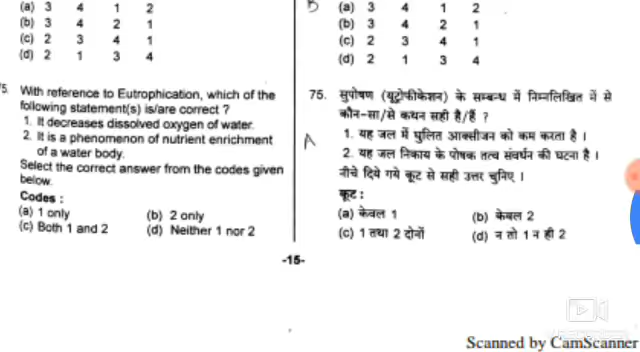 (a) 3 4 1 2
(b) 3 4 2 1
(c) 2 3 4 1
(d) 2 1 3 4
5. With reference to Eutrophication, which of the
following statement(s) is/are correct ?
1. It decreases dissolved oxygen of water.
2. It is a phenomenon of nutrient enrichment
of a water body.
Select the correct answer from the codes given
below.
Codes :
(a) 1 only (b) 2 only
(c) Both 1 and 2 (d) Neither 1 nor 2
(a) 3 4 1 2
(b) 3 4 2 1
(c) 2 3 4 1
(d) 2 1 3 4
75. सुपोषण (यूट्रोफीकेशन) के सम्बन्ध में निम्नलिखित में से
कौन-सा/से कथन सही है/हैं ?
A
1. यह जल में घुलित आक्सीजन को कम करता है ।
2. यह जल निकाय के पोषक तत्व संवर्धन की घटना है ।
नीचे दिये गये कूट से सही उत्तर चुनिए ।
कूट :
(a) केवल 1 (b) केवल 2
(c) 1 तथा 2 दोनों (d) न तो 1 न ही 2
-15-
Scanned by CamScanner